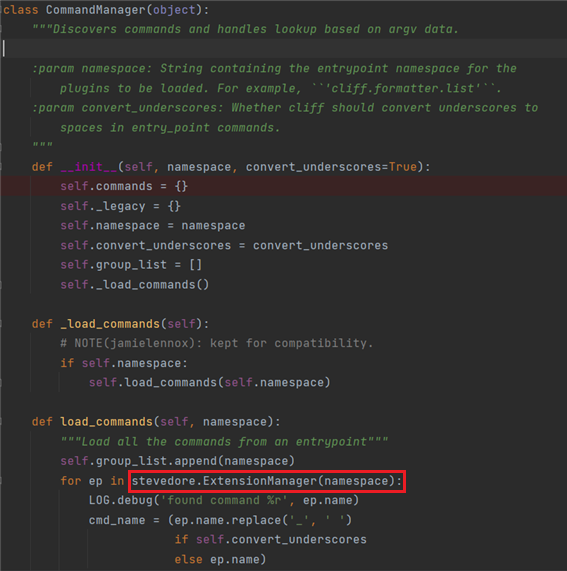 class CommandManager(object):
    """Discovers commands and handles lookup based on argv data.
    :param namespace: String containing the entrypoint namespace for the
        plugins to be loaded. For example, ``'cliff.formatter.list'``.
    :param convert_underscores: Whether cliff should convert underscores to
        spaces in entry_point commands.
    """
    def __init__(self, namespace, convert_underscores=True):
        self.commands = {}
        self._legacy = {}
        self.namespace = namespace
        self.convert_underscores = convert_underscores
        self.group_list = []
        self._load_commands()
    def _load_commands(self):
        # NOTE(jamielennox): kept for compatibility.
        if self.namespace:
            self.load_commands(self.namespace)
    def load_commands(self, namespace):
        """Load all the commands from an entrypoint"""
        self.group_list.append(namespace)
        for ep in stevedore.ExtensionManager(namespace):
            LOG.debug('found command %r', ep.name)
            cmd_name = (ep.name.replace('_', ' ')
                        if self.convert_underscores
                        else ep.name)